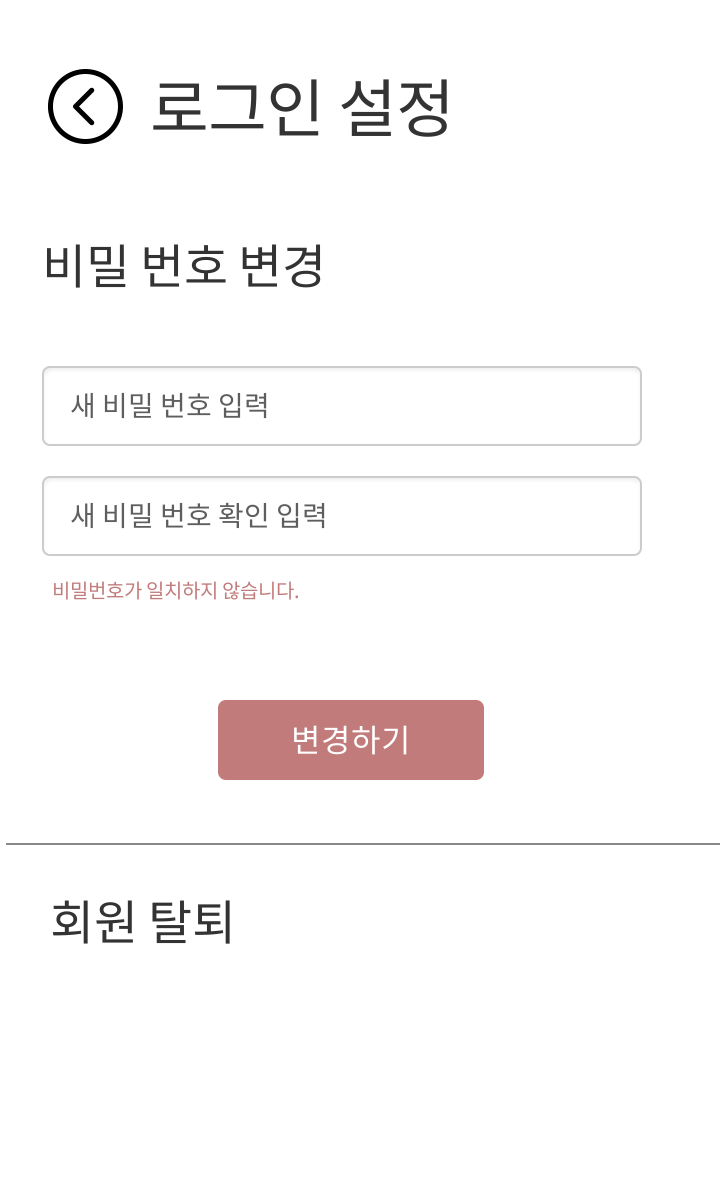 로그인 설정
비밀 번호 변경
새 비밀 번호 입력
새 비밀 번호 확인 입력
비밀번호가 일치하지 않습니다.
변경하기
회원 탈퇴